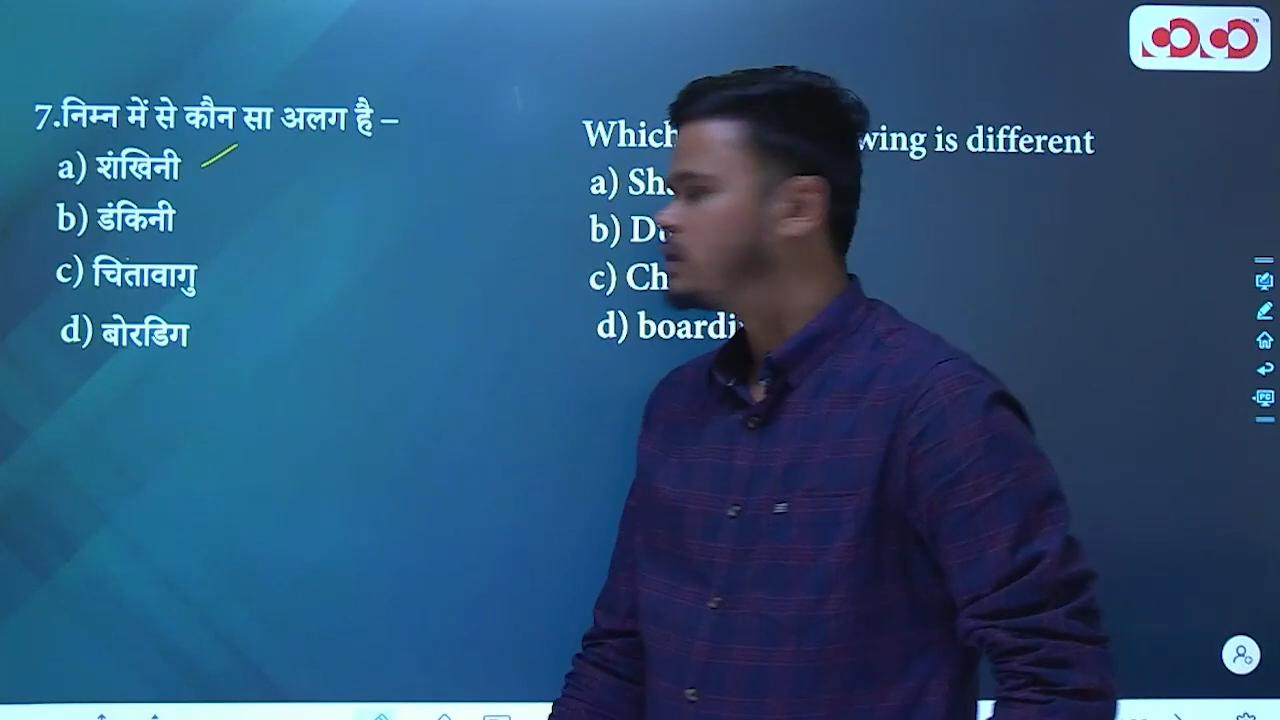 7.निम्न में से कौन सा अलग है –
a) शंखिनी
b) डंकिनी
c) चितावागु
d) बोरडिग
Which wing is different
a) Sh
b) D
c) Ch
d) boardi